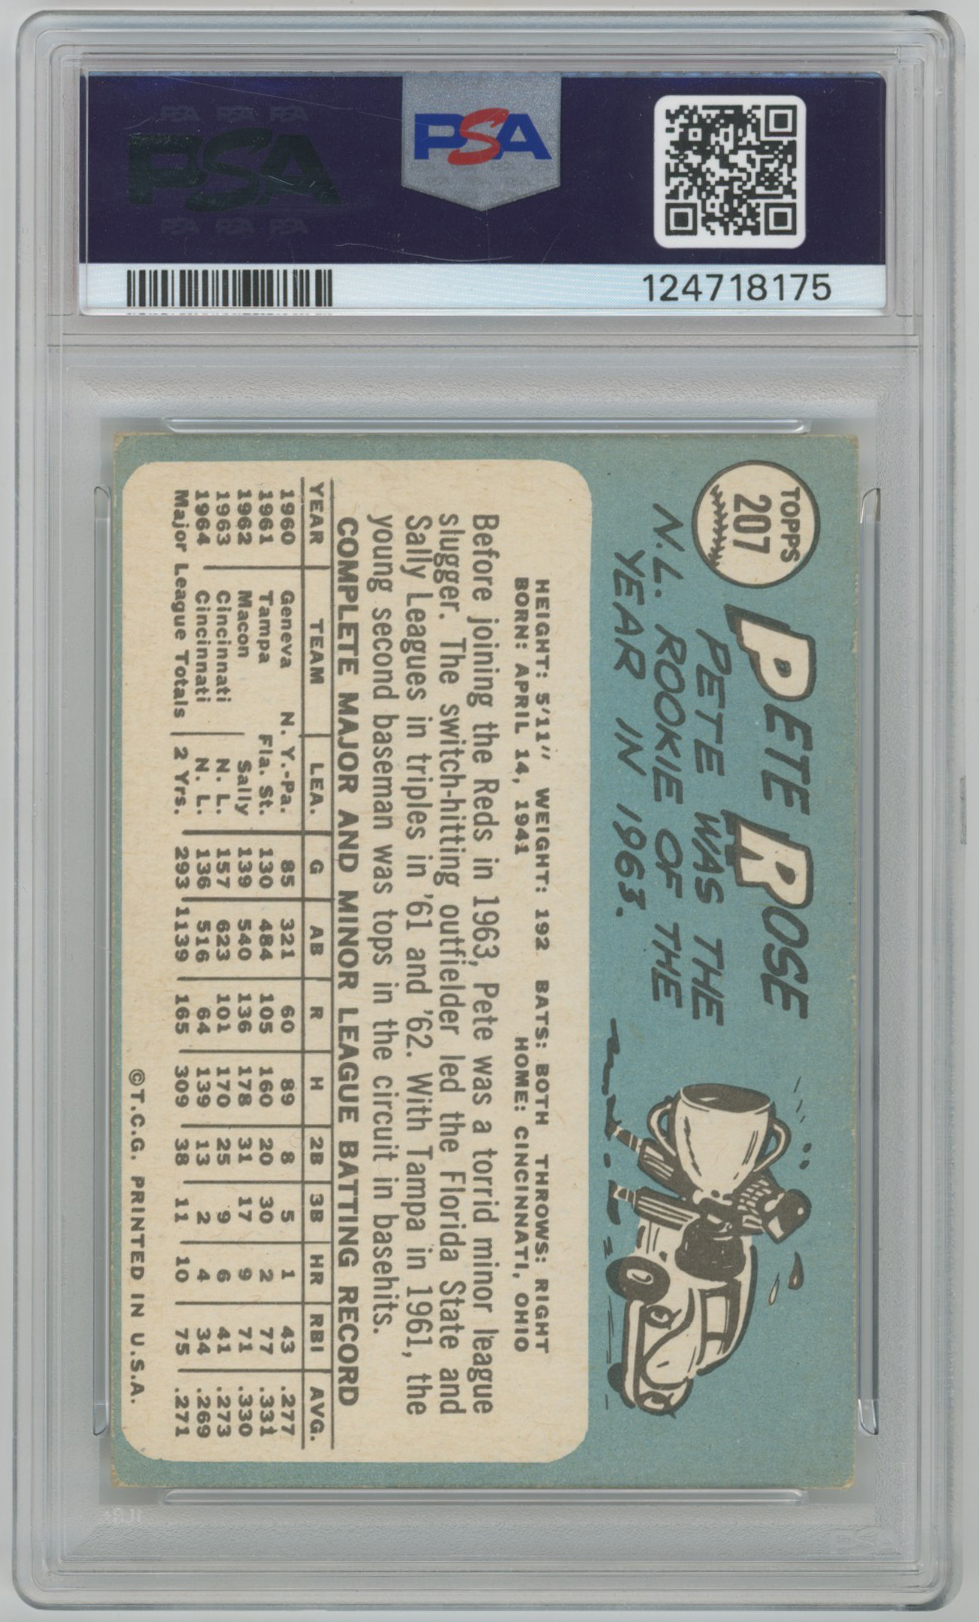 PSA PSA PSA
PSA
PSA PSA PSA
PSA
124718175
TOPPS
207
PETE ROSE
PETE WAS THE
N.L. ROOKIE OF THE
YEAR IN 1963.
HEIGHT: 5'11" WEIGHT: 192 BATS: BOTH THROWS: RIGHT
BORN: APRIL 14, 1941 HOME: CINCINNATI, OHIO
Before joining the Reds in 1963, Pete was a torrid minor league
slugger. The switch-hitting outfielder led the Florida State and
Sally Leagues in triples in '61 and '62. With Tampa in 1961, the
young second baseman was tops in the circuit in basehits.
COMPLETE MAJOR AND MINOR LEAGUE BATTING RECORD
YEAR TEAM LEA. G AB R H 2B 3B HR RBI AVG.
1960 Geneva N. Y.-Pa. 85 321 60 89 8 5 1 43 .277
1961 Tampa Fla. St. 130 484 105 160 20 30 2 77 .331
1962 Macon Sally 139 540 136 178 31 17 9 71 .330
1963 Cincinnati N. L. 157 623 101 170 25 9 6 41 .273
1964 Cincinnati N. L. 136 516 64 139 13 2 4 34 .269
Major League Totals 2 Yrs. 293 1139 165 309 38 11 10 75 .271
©T.C.G. PRINTED IN U.S.A.